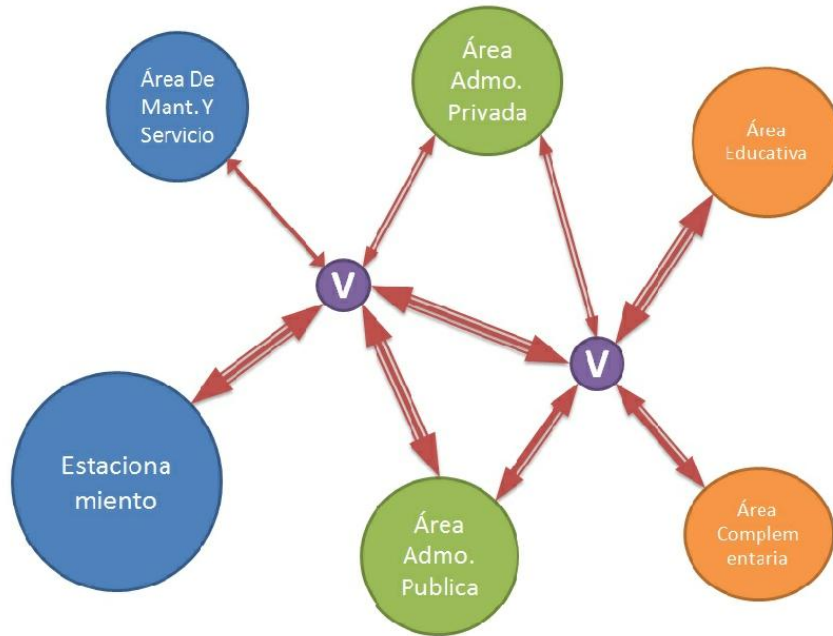 Área De
Mant. Y
Servicio
Área
Admo.
Privada
Área
Educativa
V
V
Estaciona
miento
Área
Admo.
Publica
Área
Complem
entaria